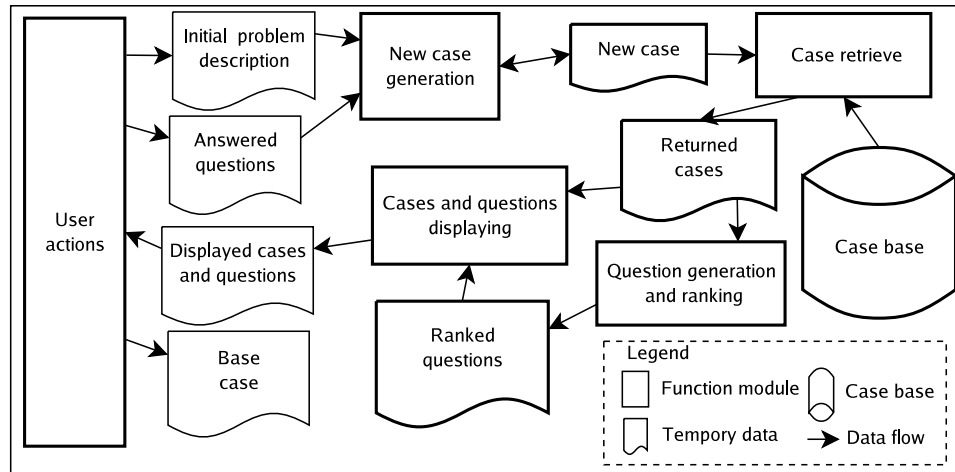 Initial problem
description
New case
generation
New case
Case retrieve
Answered
questions
Returned
cases
User
actions
Cases and questions
displaying
Displayed cases
and questions
Case base
Question generation
and ranking
Base
case
Ranked
questions
Legend
Function module
Case base
Tempory data
Data flow